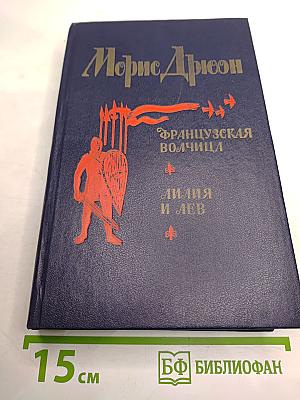 Морис Дрюон
ФРАНЦУЗСКАЯ
ВОЛЧИЦА
ЛИЛИЯ
И ЛЕВ
15 см
БФ БИБЛИОФАН